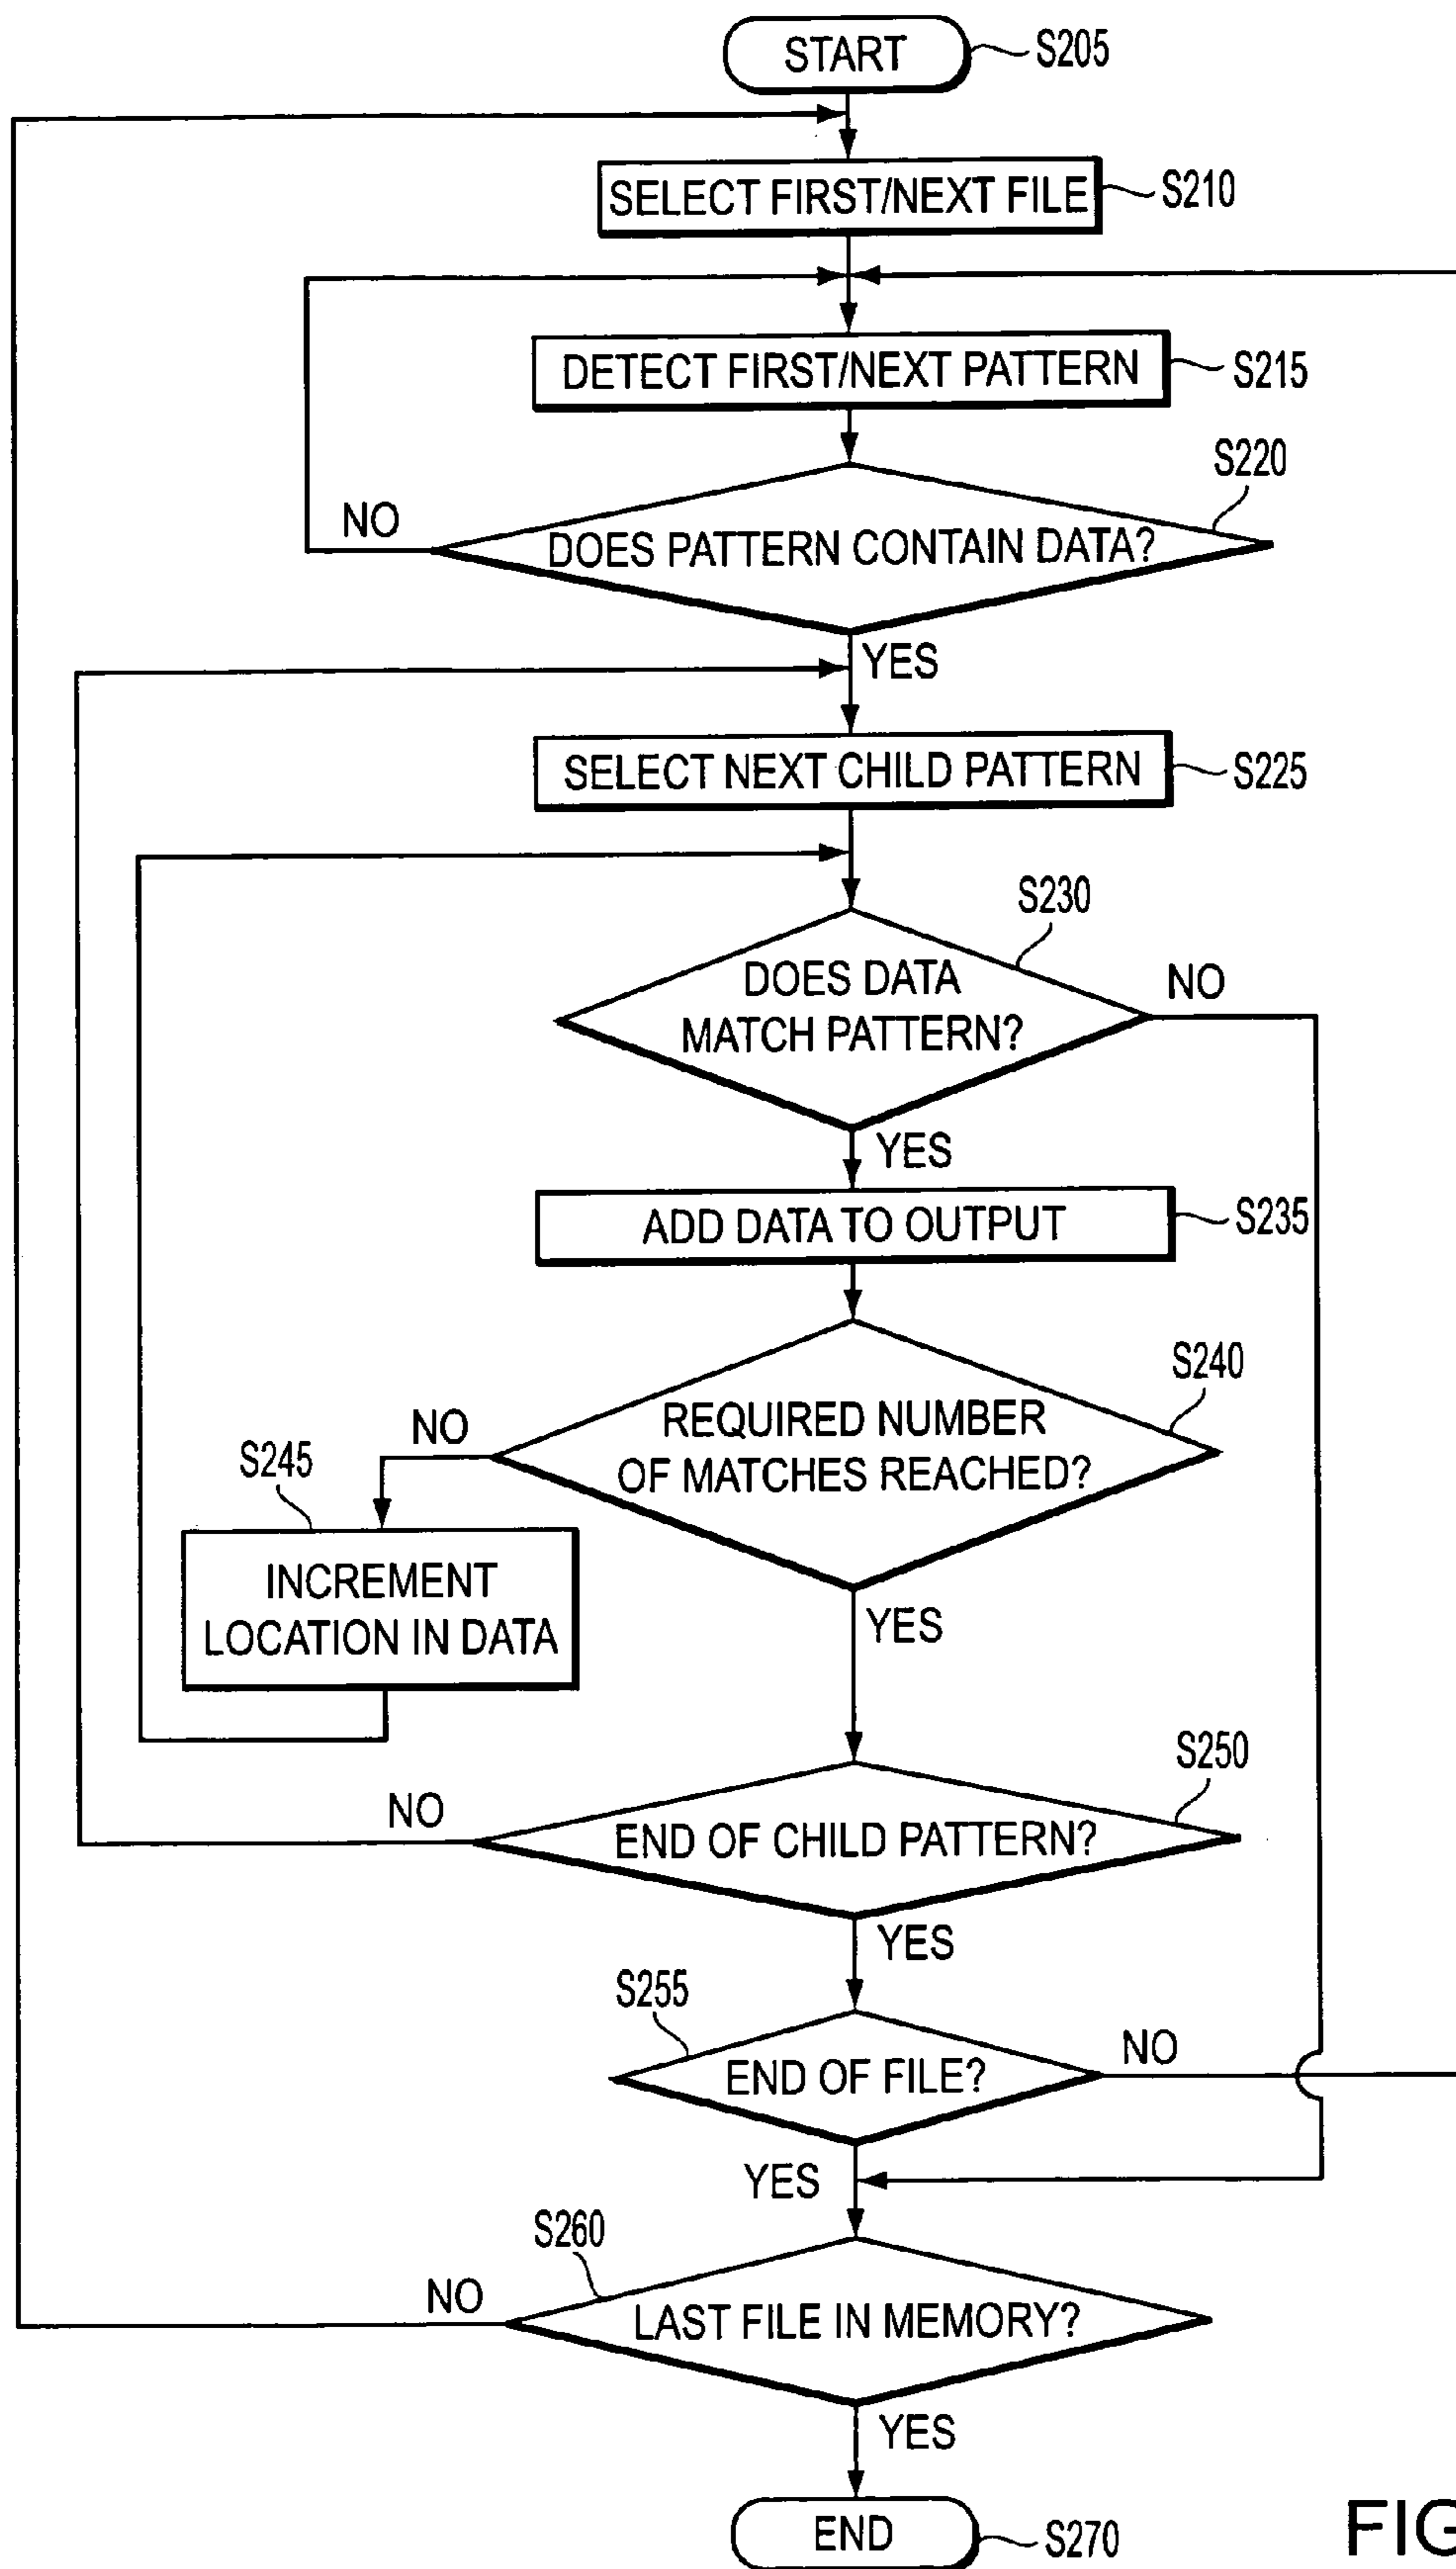 START
S205
SELECT FIRST/NEXT FILE
S210
DETECT FIRST/NEXT PATTERN
S215
S220
NO
DOES PATTERN CONTAIN DATA?
YES
SELECT NEXT CHILD PATTERN
S225
S230
DOES DATA
MATCH PATTERN?
NO
YES
ADD DATA TO OUTPUT
S235
S240
NO
REQUIRED NUMBER
OF MATCHES REACHED?
S245
INCREMENT
LOCATION IN DATA
YES
S250
NO
END OF CHILD PATTERN?
YES
S255
END OF FILE?
NO
YES
S260
NO
LAST FILE IN MEMORY?
YES
END
S270
FIG